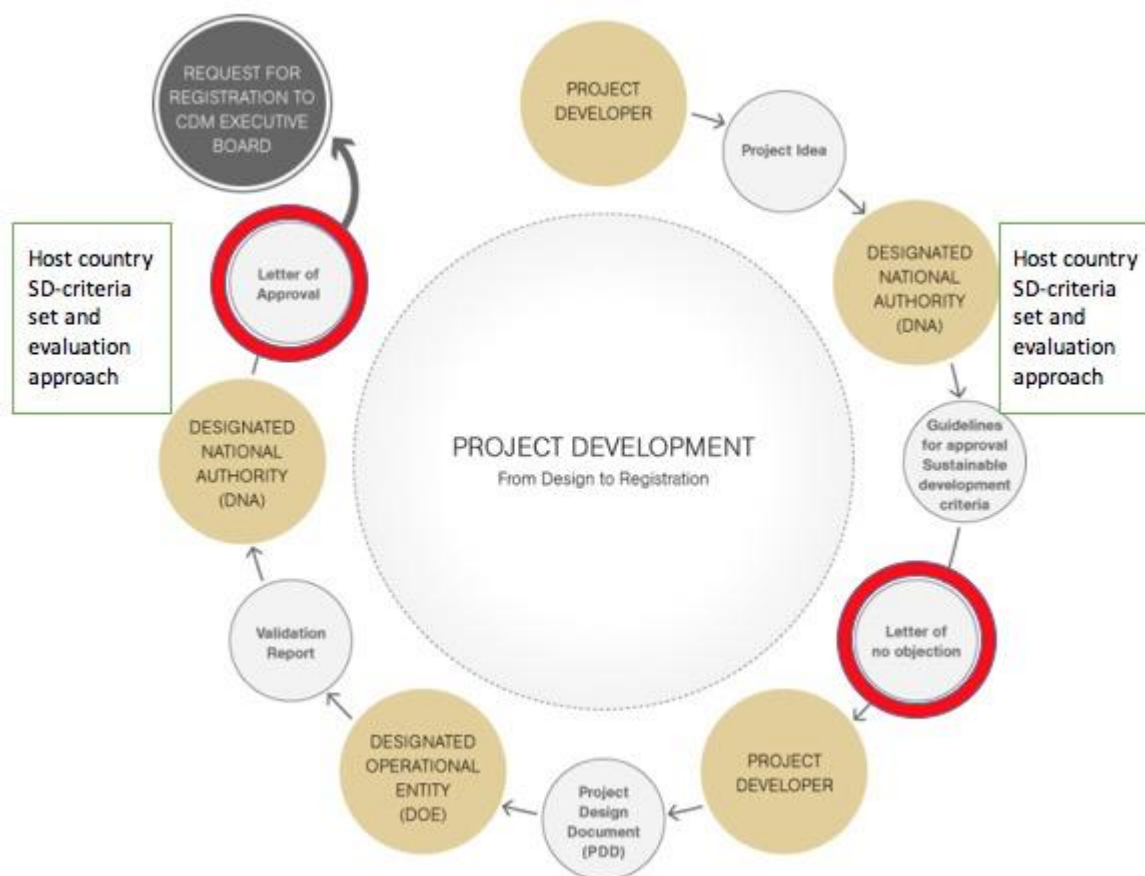 REQUEST FOR
REGISTRATION TO
CDM EXECUTIVE
BOARD
PROJECT
DEVELOPER
Project Idea
Host country
SD-criteria
set and
evaluation
approach
Letter of
Approval
DESIGNATED
NATIONAL
AUTHORITY
(DNA)
Host country
SD-criteria
set and
evaluation
approach
DESIGNATED
NATIONAL
AUTHORITY
(DNA)
PROJECT DEVELOPMENT
From Design to Registration
Guidelines
for approval
Sustainable
development
criteria
Validation
Report
Letter of
no objection
DESIGNATED
OPERATIONAL
ENTITY
(DOE)
Project
Design
Document
(PDD)
PROJECT
DEVELOPER